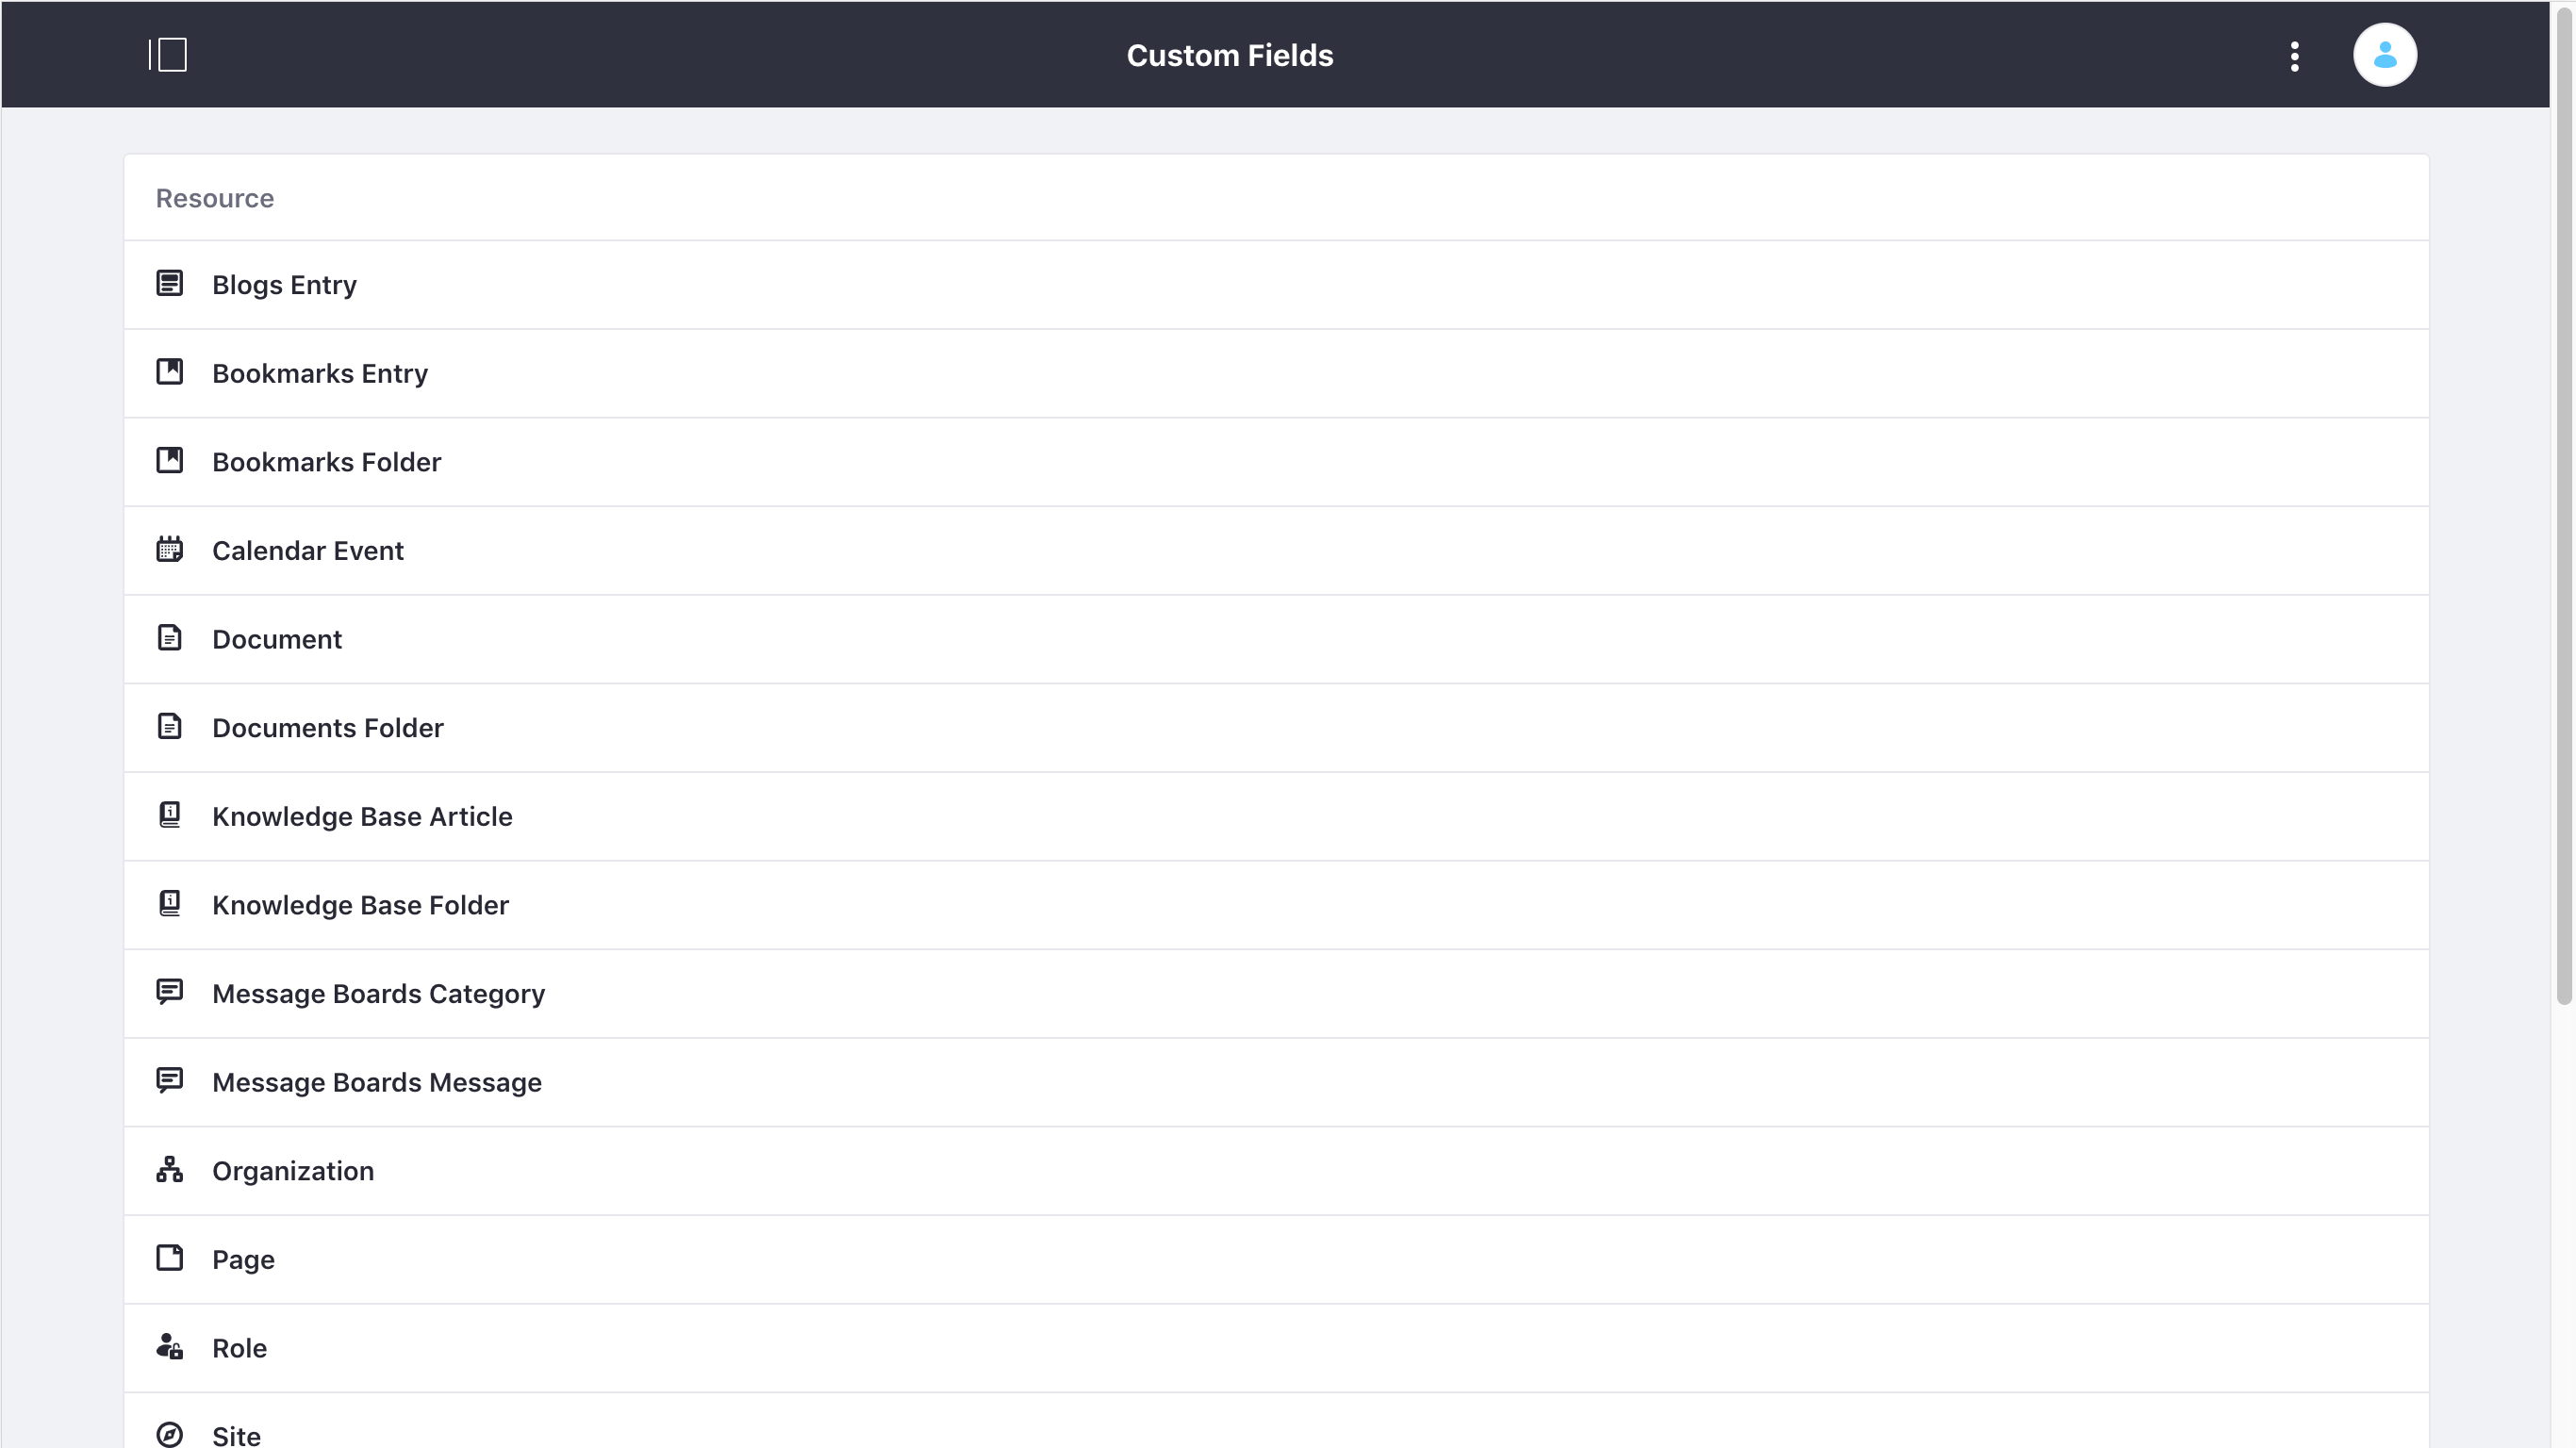 Custom Fields
Resource
Blogs Entry
Bookmarks Entry
Bookmarks Folder
Calendar Event
Document
Documents Folder
Knowledge Base Article
Knowledge Base Folder
Message Boards Category
Message Boards Message
Organization
Page
Role
Site